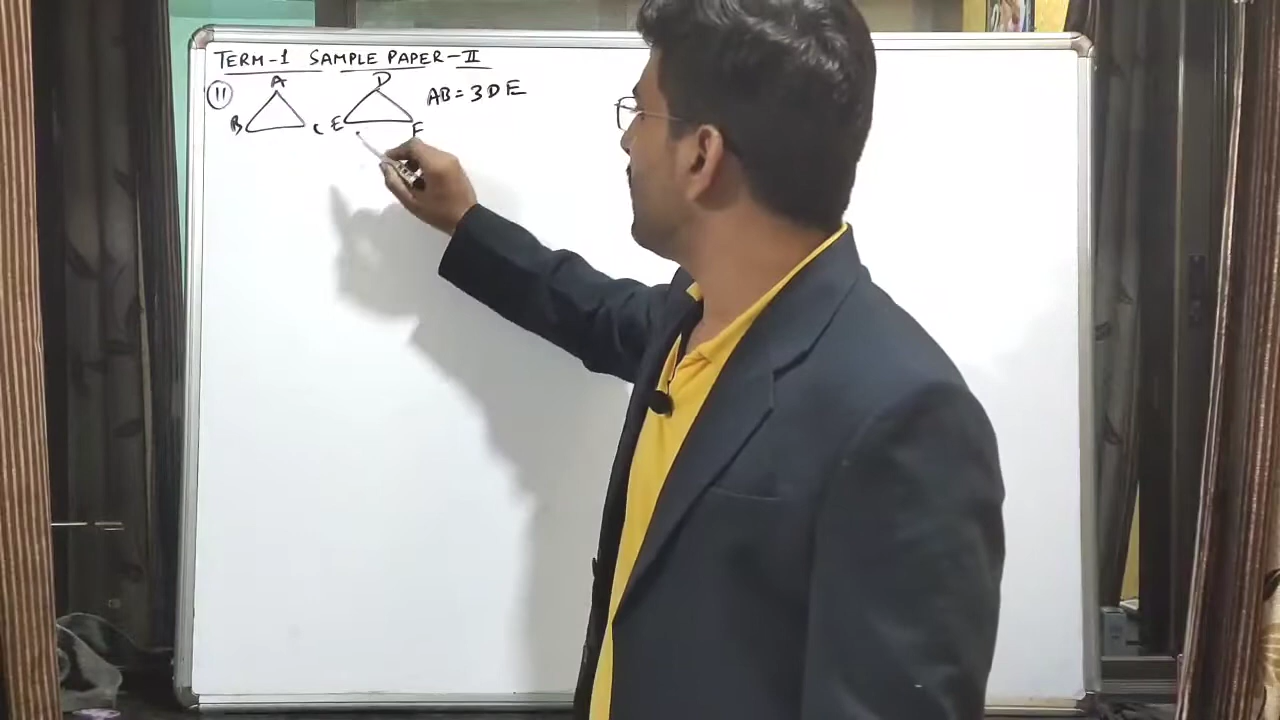 TERM-1 SAMPLE PAPER-II
11 A B C D E F AB = 3DE